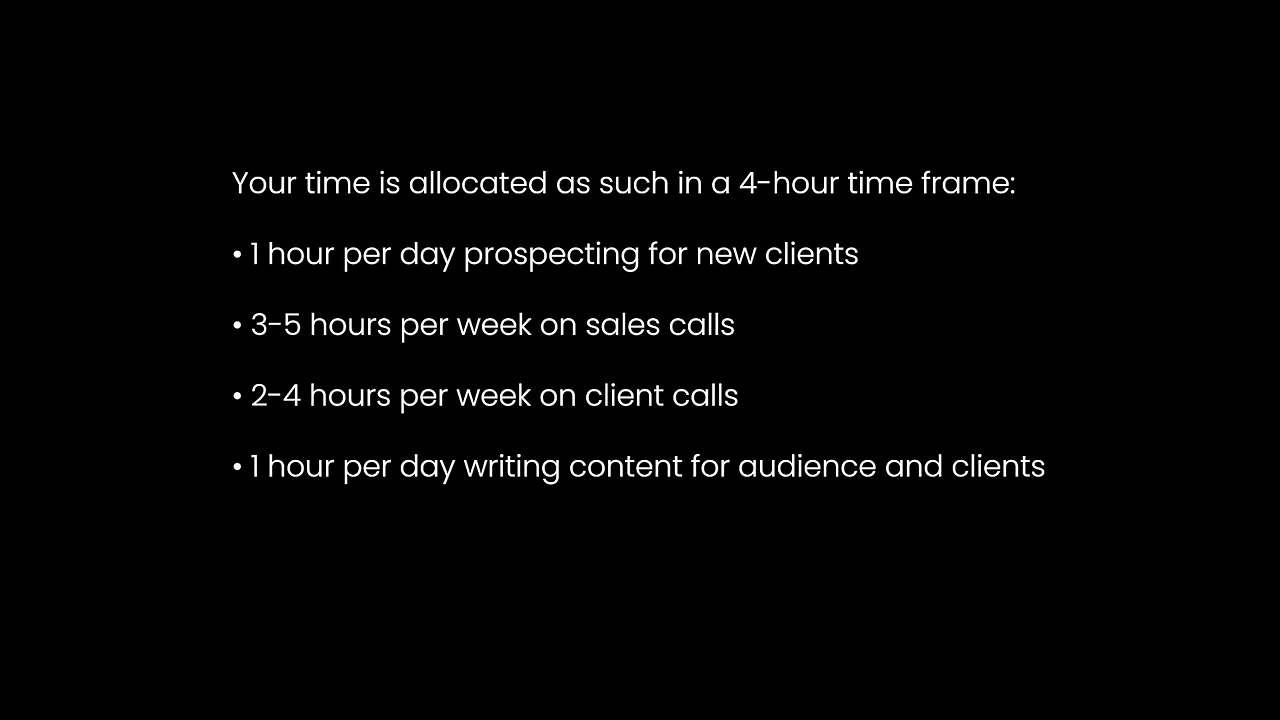 Your time is allocated as such in a 4-hour time frame:
• 1 hour per day prospecting for new clients
• 3-5 hours per week on sales calls
• 2-4 hours per week on client calls
• 1 hour per day writing content for audience and clients